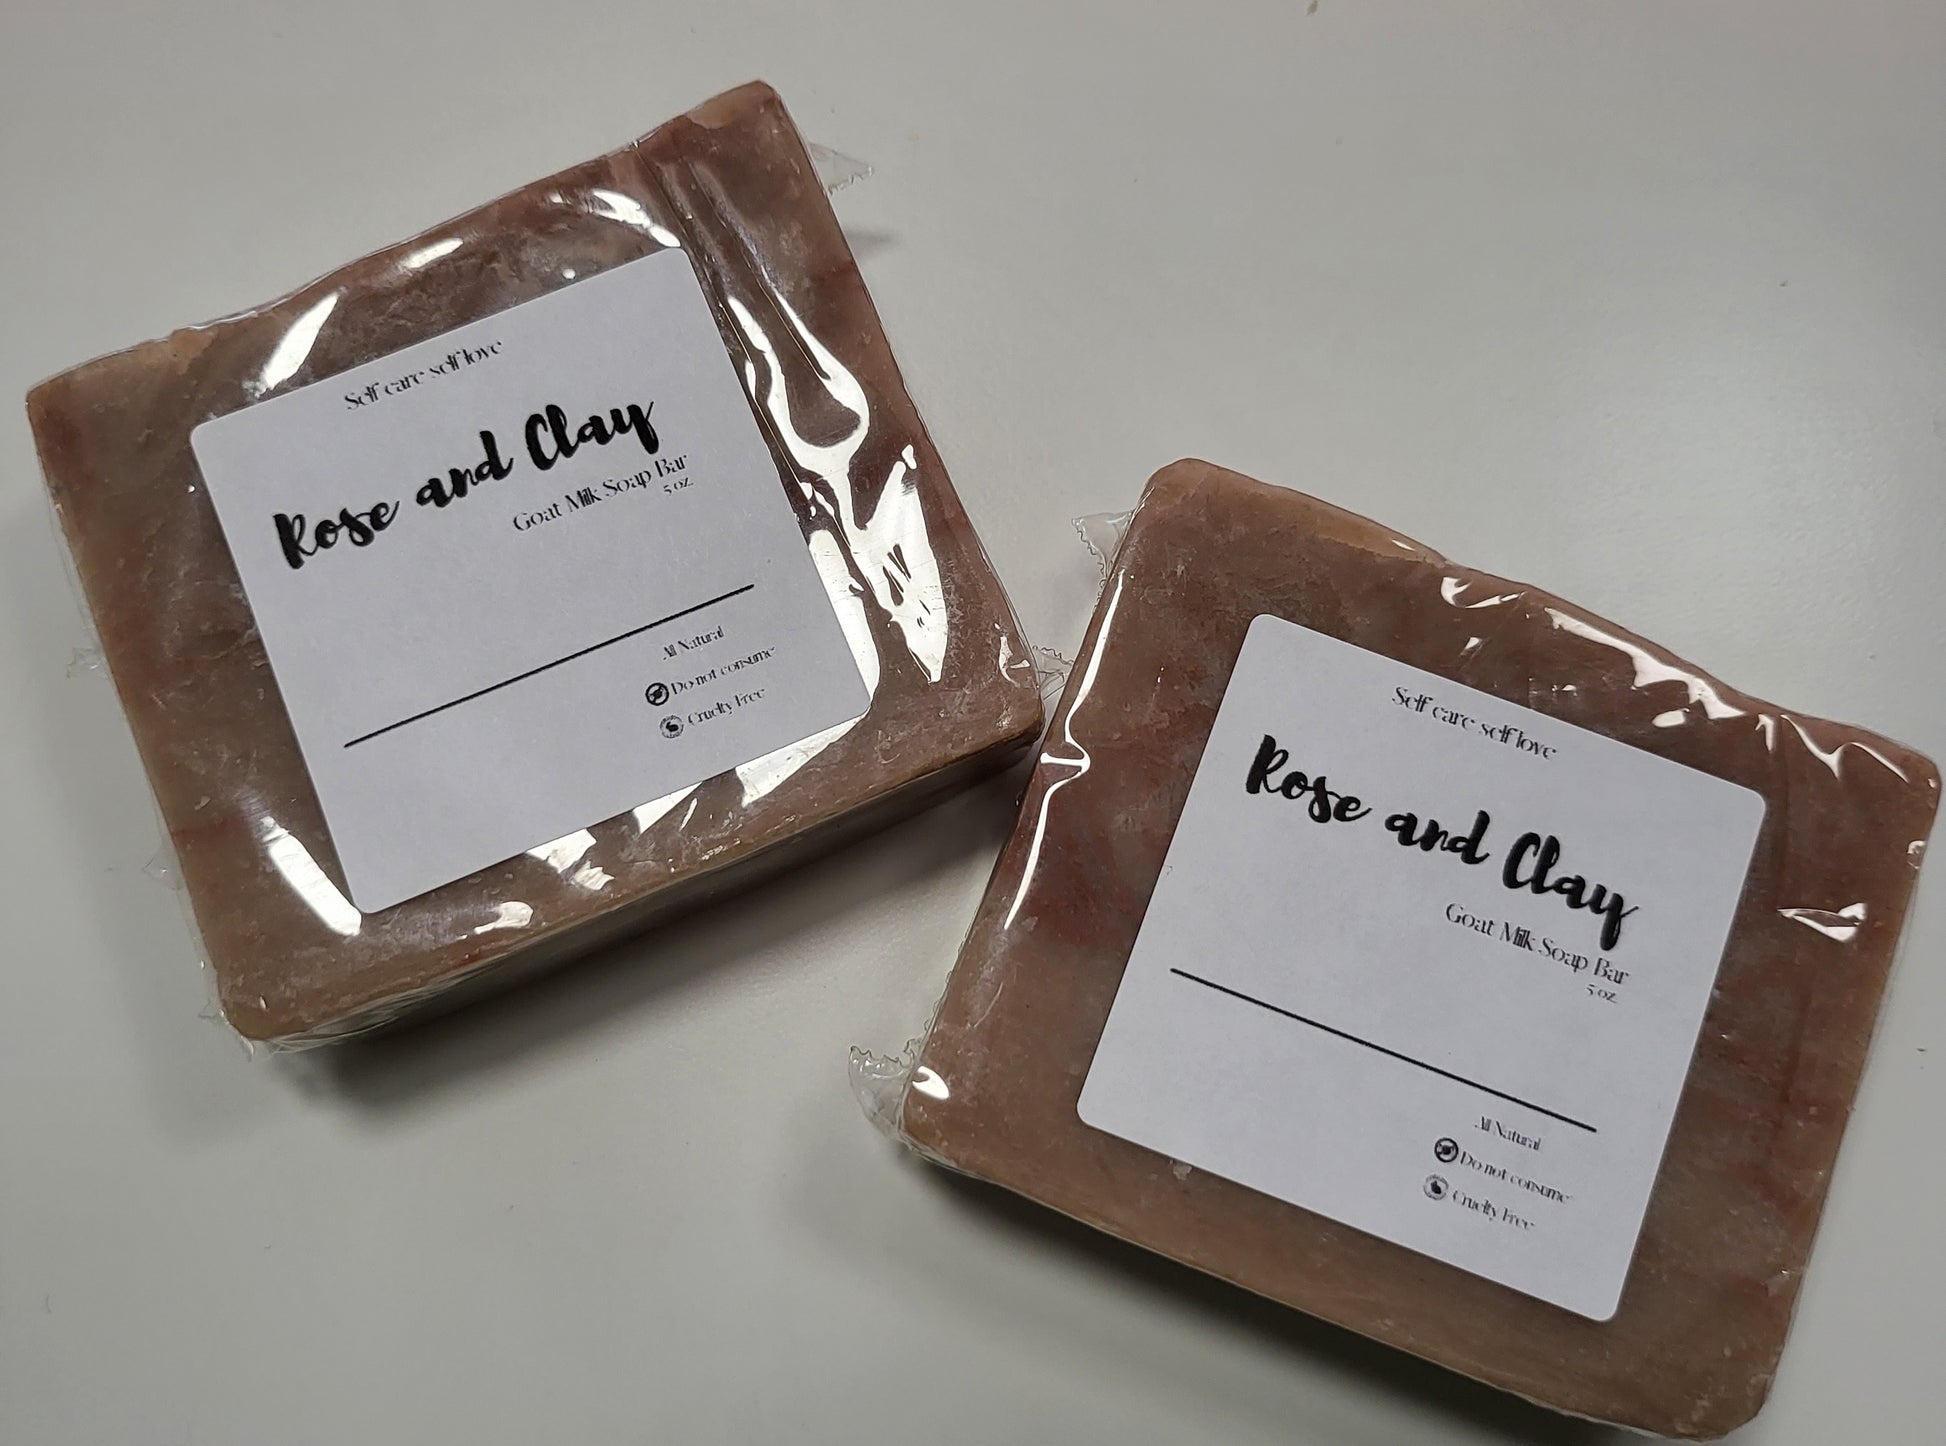 Self care self love
Rose and Clay
Goat Milk Soap Bar
5 oz.
All Natural
Do not consume
Cruelty Free
Self care self love
Rose and Clay
Goat Milk Soap Bar
5 oz.
All Natural
Do not consume
Cruelty Free